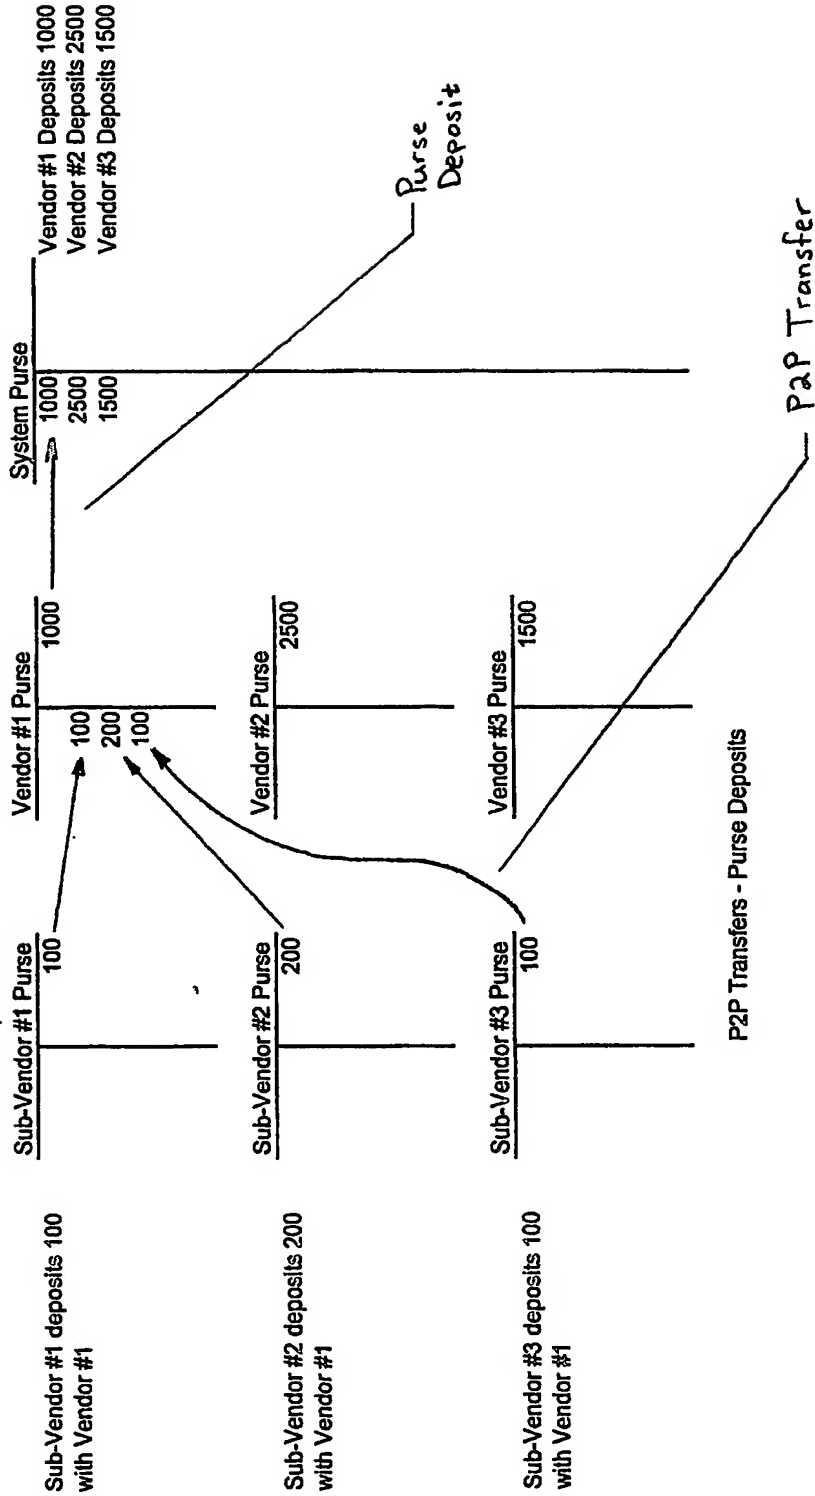 Sub-Vendor #1 deposits 100
with Vendor #1
Sub-Vendor #1 Purse
100
Vendor #1 Purse
1000
100
200
100
System Purse
1000
2500
1500
Vendor #1 Deposits 1000
Vendor #2 Deposits 2500
Vendor #3 Deposits 1500
Purse
Deposit
Sub-Vendor #2 deposits 200
with Vendor #1
Sub-Vendor #2 Purse
200
Vendor #2 Purse
2500
Sub-Vendor #3 deposits 100
with Vendor #1
Sub-Vendor #3 Purse
100
Vendor #3 Purse
1500
P2P Transfers - Purse Deposits
P2P Transfer